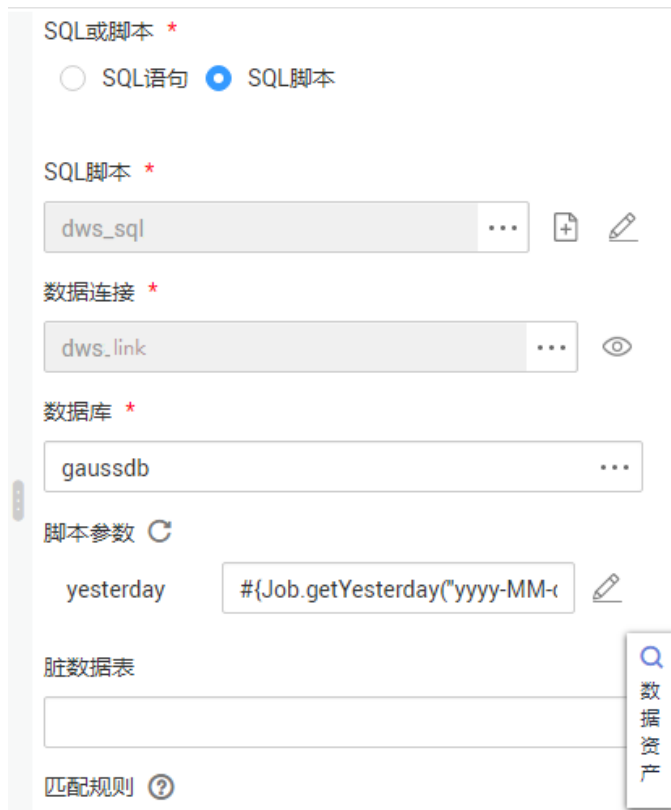 SQL或脚本 *
SQL语句 SQL脚本
SQL脚本 *
dws_sql
数据连接 *
dws_link
数据库 *
gaussdb
脚本参数
yesterday #{Job.getYesterday("yyyy-MM-
脏数据表
数据资产
匹配规则